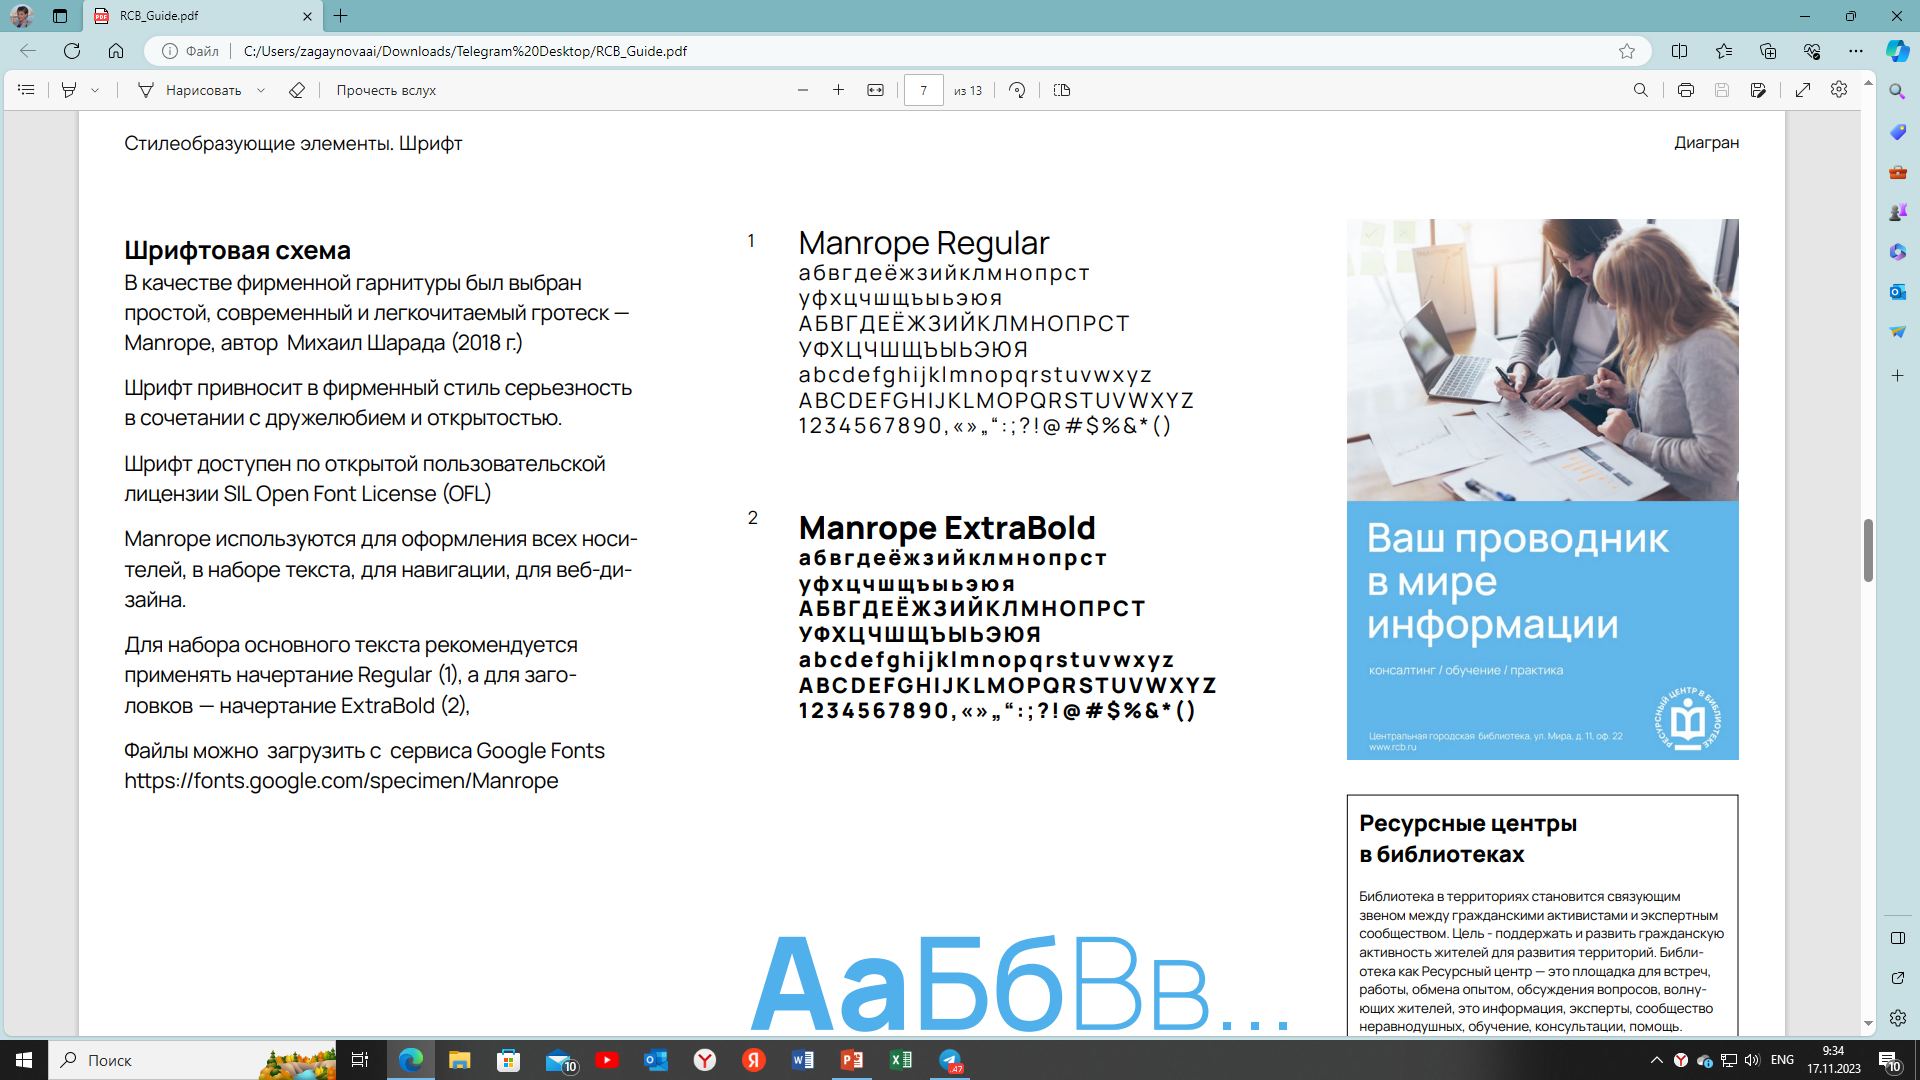 RCB_Guide.pdf
Файл
C:/Users/zagaynovaai/Downloads/Telegram%20Desktop/RCB_Guide.pdf
Нарисовать
Прочесть вслух
7
из 13
Стилеобразующие элементы. Шрифт
Диагран
Шрифтовая схема
В качестве фирменной гарнитуры был выбран
простой, современный и легкочитаемый гротеск —
Manrope, автор Михаил Шарада (2018 г.)
Шрифт привносит в фирменный стиль серьезность
в сочетании с дружелюбием и открытостью.
Шрифт доступен по открытой пользовательской
лицензии SIL Open Font License (OFL)
Manrope используются для оформления всех носи-
телей, в наборе текста, для навигации, для веб-ди-
зайна.
Для набора основного текста рекомендуется
применять начертание Regular (1), а для заго-
ловков — начертание ExtraBold (2),
Файлы можно загрузить с сервиса Google Fonts
https://fonts.google.com/specimen/Manrope
1
Manrope Regular
абвгдеёжзийклмнопрст
уфхцчшщъыьэюя
АБВГДЕЁЖЗИЙКЛМНОПРСТ
УФХЦЧШЩЪЫЬЭЮЯ
abcdefghijklmnopqrstuvwxyz
ABCDEFGHIJKLMOPQRSTUVWXYZ
1234567890,«»„“:;?!@#$%&*()
2
Manrope ExtraBold
абвгдеёжзийклмнопрст
уфхцчшщъыьэюя
АБВГДЕЁЖЗИЙКЛМНОПРСТ
УФХЦЧШЩЪЫЬЭЮЯ
abcdefghijklmnopqrstuvwxyz
ABCDEFGHIJKLMOPQRSTUVWXYZ
1234567890,«»„“:;?!@#$%&*()
АаБбВв...
Ваш проводник
в мире
информации
консалтинг / обучение / практика
РЕСУРСНЫЙ ЦЕНТР В БИБЛИОТЕКЕ
Центральная городская библиотека, ул. Мира, д. 11, оф. 22
www.rcb.ru
Ресурсные центры
в библиотеках
Библиотека в территориях становится связующим
звеном между гражданскими активистами и экспертным
сообществом. Цель - поддержать и развить гражданскую
активность жителей для развития территорий. Библи-
отека как Ресурсный центр — это площадка для встреч,
работы, обмена опытом, обсуждения вопросов, волну-
ющих жителей, это информация, эксперты, сообщество
неравнодушных, обучение, консультации, помощь.
Поиск
10
47
ENG
9:34
17.11.2023
10